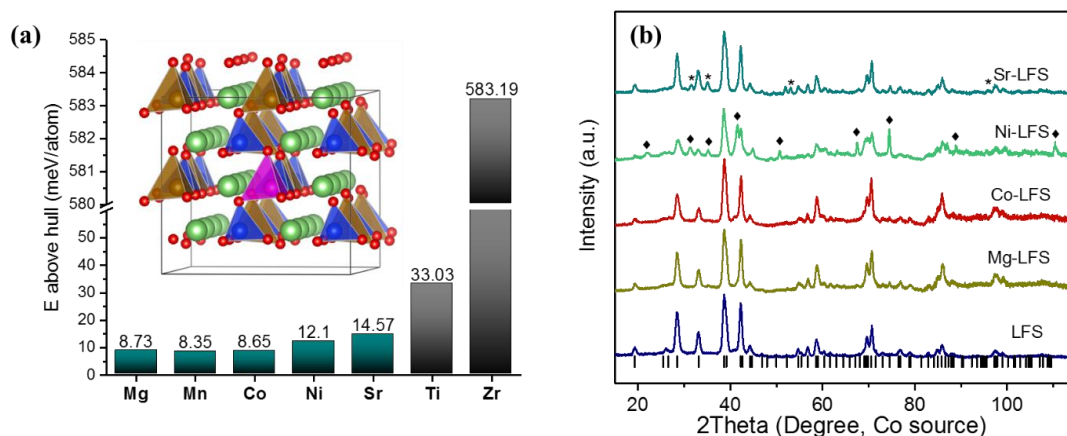 (a)
E above hull (meV/atom)
585
584
583
582
581
580
50
40
30
20
10
0
8.73
8.35
8.65
12.1
14.57
33.03
583.19
Mg Mn Co Ni Sr Ti Zr
(b)
Intensity (a.u.)
* * * *
Sr-LFS
Ni-LFS
Co-LFS
Mg-LFS
LFS
20 40 60 80 100
2Theta (Degree, Co source)